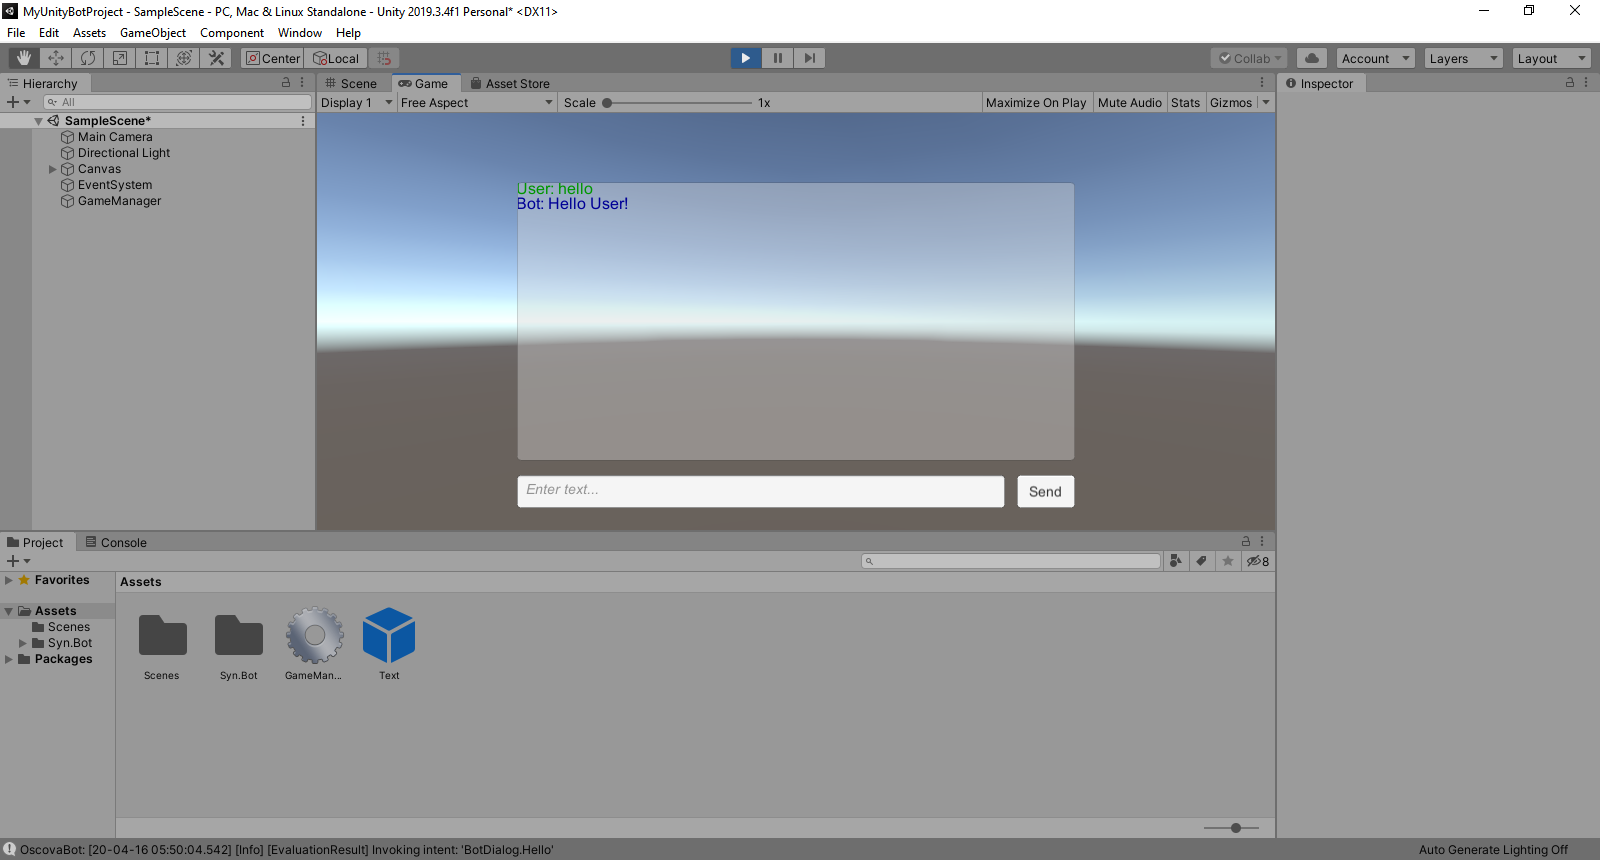 MyUnityBotProject - SampleScene - PC, Mac & Linux Standalone - Unity 2019.3.4f1 Personal* <DX11>
File Edit Assets GameObject Component Window Help
Center Local Collab Account Layers Layout
Hierarchy
All
SampleScene*
Main Camera
Directional Light
Canvas
EventSystem
GameManager
Scene Game Asset Store
Display 1 Free Aspect Scale 1x Maximize On Play Mute Audio Stats Gizmos
User: hello
Bot: Hello User!
Enter text...
Send
Inspector
Project Console
8
Favorites
Assets
Scenes
Syn.Bot
Packages
Assets
Scenes Syn.Bot GameMan... Text
OscovaBot: [20-04-16 05:50:04.542] [Info] [EvaluationResult] Invoking intent: 'BotDialog.Hello'
Auto Generate Lighting Off